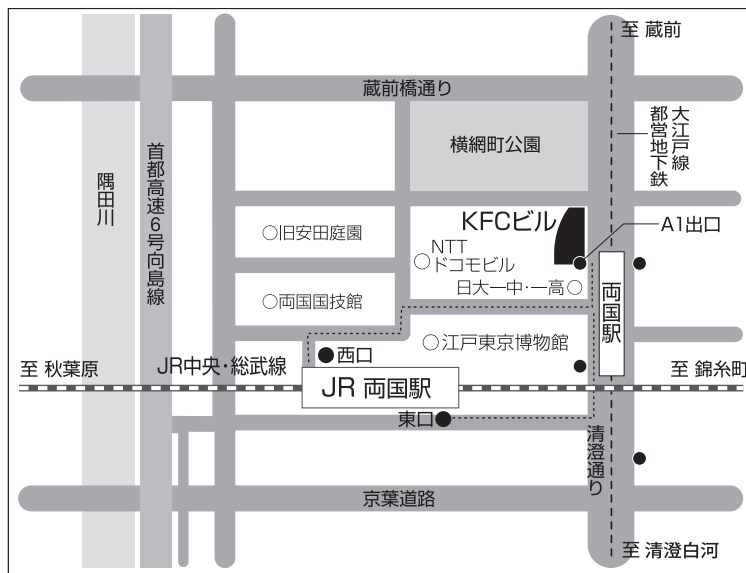 至 蔵前
蔵前橋通り
大江戸線
都営地下鉄
横網町公園
首都高速6号向島線
隅田川
KFCビル
A1出口
○旧安田庭園
NTT
○ドコモビル
日大一中・一高○
○両国国技館
両国駅
○江戸東京博物館
西口
至 秋葉原
JR中央・総武線
至 錦糸町
JR 両国駅
東口
清澄通り
京葉道路
至 清澄白河